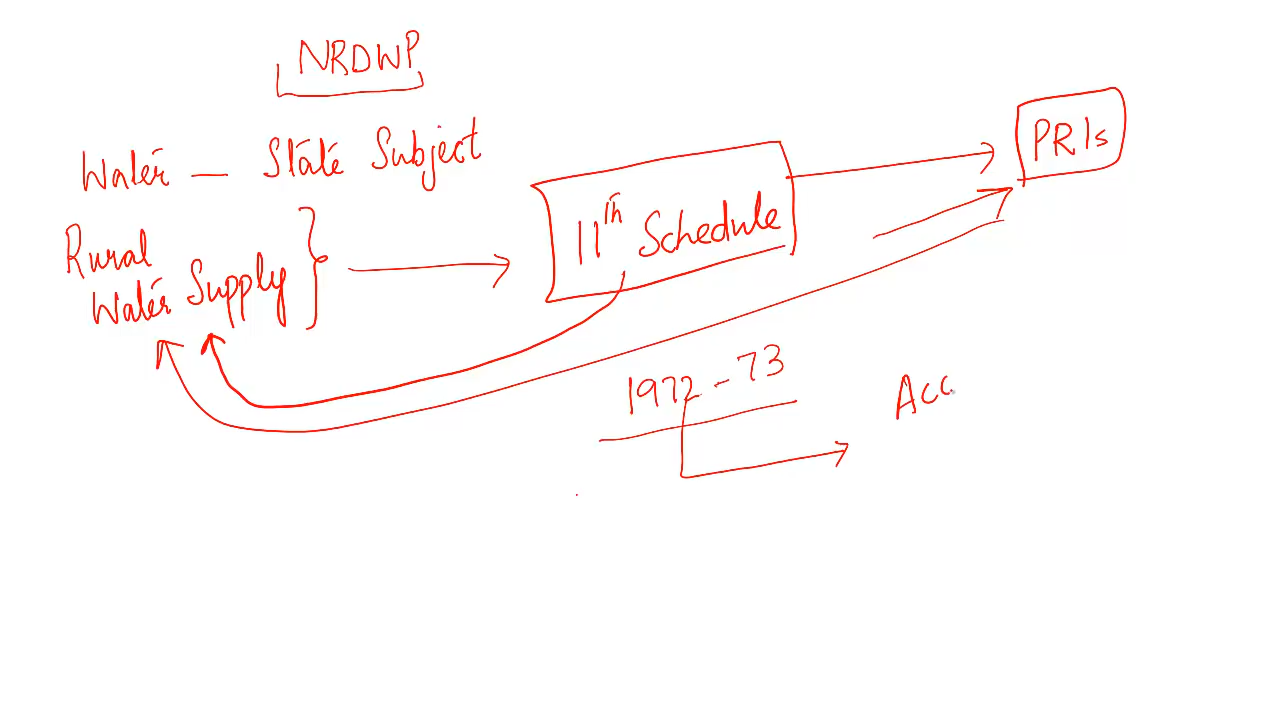 NRDWP
Water - State Subject
PRIs
11th Schedule
Rural
Water Supply
1972-73
Acc